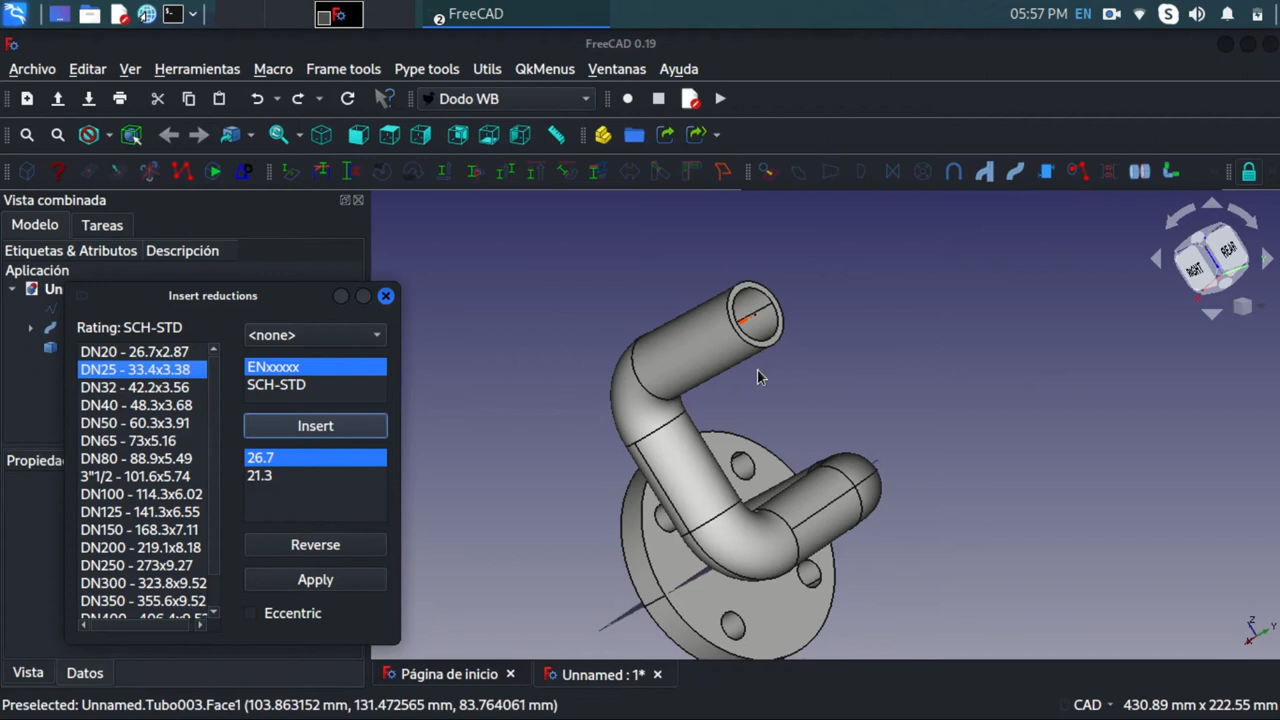 2 FreeCAD
05:57 PM EN S
FreeCAD 0.19
Archivo Editar Ver Herramientas Macro Frame tools Pype tools Utils QkMenus Ventanas Ayuda
Dodo WB
Vista combinada
Modelo Tareas
Etiquetas & Atributos Descripción
Aplicación
Un
Insert reductions
Rating: SCH-STD
<none>
DN20 - 26.7x2.87
DN25 - 33.4x3.38
DN32 - 42.2x3.56
DN40 - 48.3x3.68
DN50 - 60.3x3.91
DN65 - 73x5.16
DN80 - 88.9x5.49
3"1/2 - 101.6x5.74
DN100 - 114.3x6.02
DN125 - 141.3x6.55
DN150 - 168.3x7.11
DN200 - 219.1x8.18
DN250 - 273x9.27
DN300 - 323.8x9.52
DN350 - 355.6x9.52
ENxxxxx
SCH-STD
Insert
26.7
21.3
Reverse
Apply
Eccentric
Propiedad
Vista Datos
RIGHT REAR
Z
Y
X
Página de inicio Unnamed : 1*
Preselected: Unnamed.Tubo003.Face1 (103.863152 mm, 131.472565 mm, 83.764061 mm)
CAD 430.89 mm x 222.55 mm